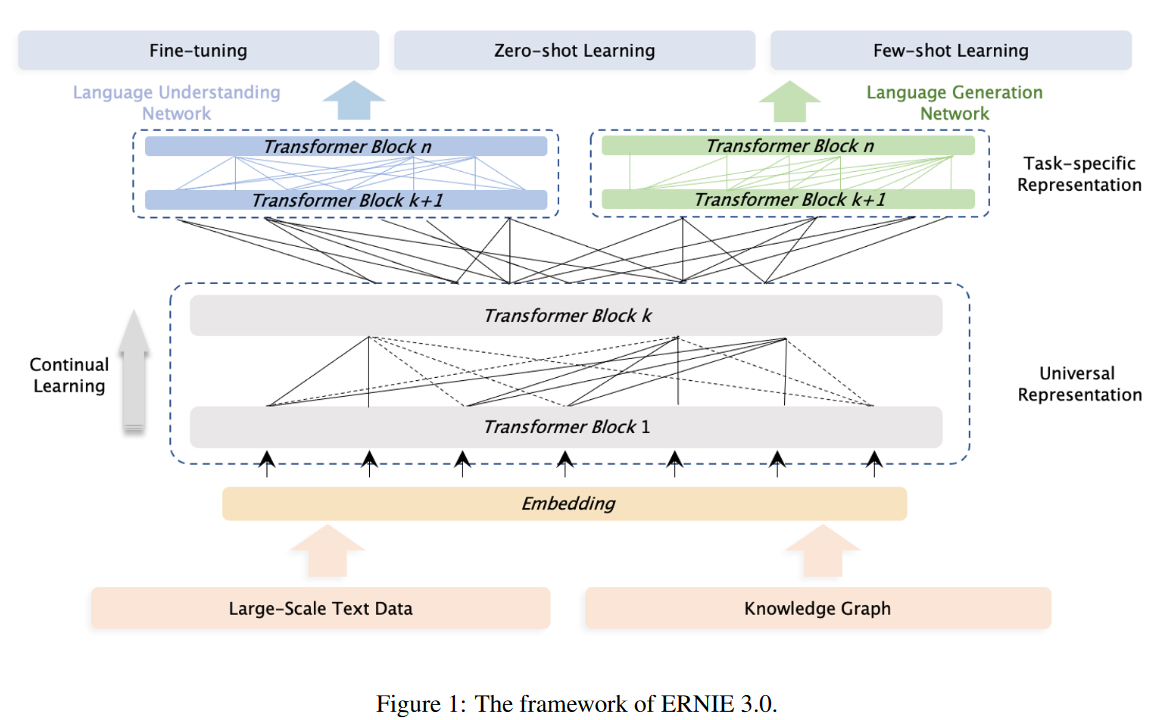 Fine-tuning
Zero-shot Learning
Few-shot Learning
Language Understanding
Network
Language Generation
Network
Transformer Block n
Transformer Block k+1
Transformer Block n
Transformer Block k+1
Task-specific
Representation
Transformer Block k
Continual
Learning
Universal
Representation
Transformer Block 1
Embedding
Large-Scale Text Data
Knowledge Graph
Figure 1: The framework of ERNIE 3.0.